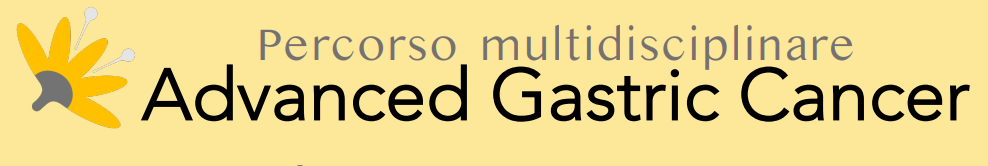 Percorso multidisciplinare
Advanced Gastric Cancer